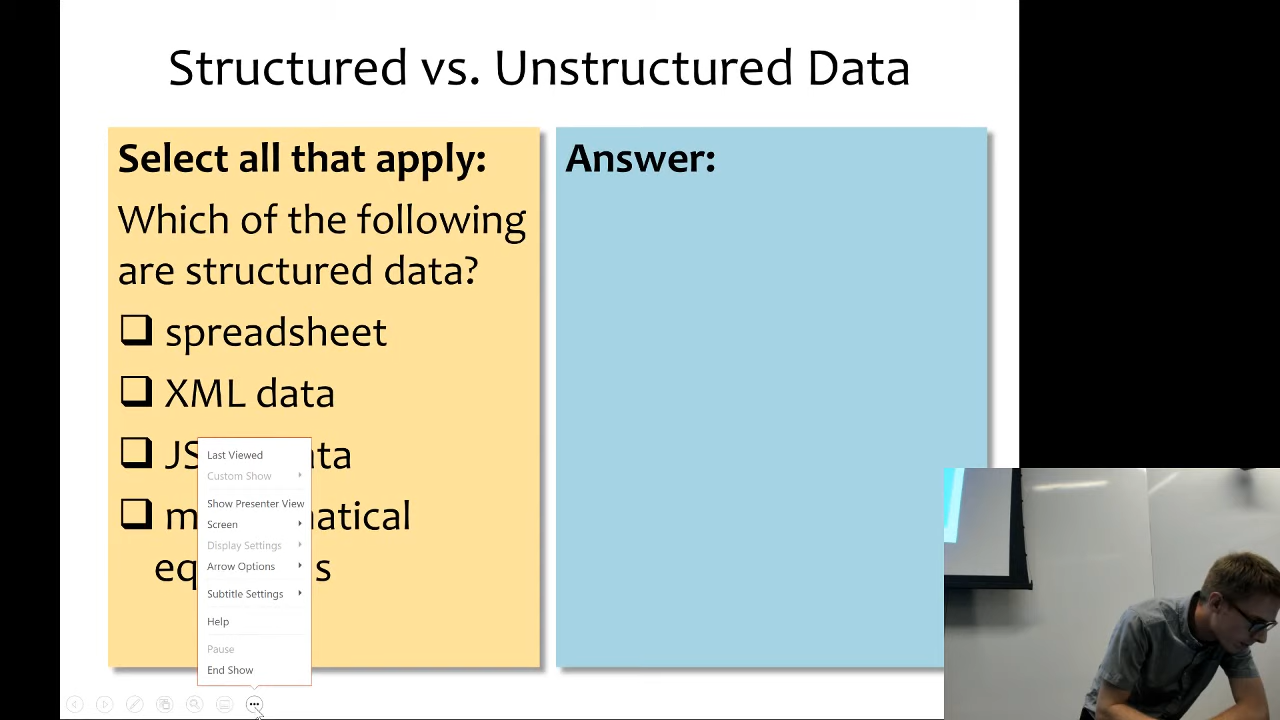 Structured vs. Unstructured Data
Select all that apply:
Which of the following
are structured data?
spreadsheet
XML data
JS ta
m atical
eq s
Answer:
Last Viewed
Custom Show
Show Presenter View
Screen
Display Settings
Arrow Options
Subtitle Settings
Help
Pause
End Show